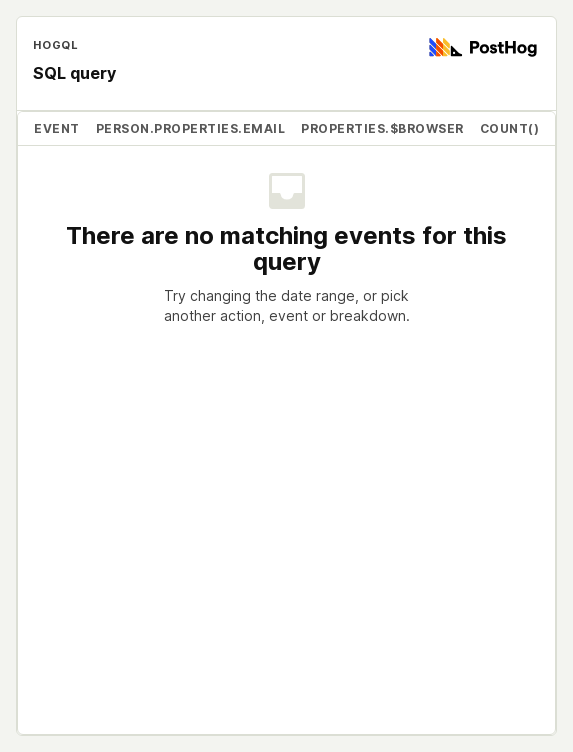 HOGQL
PostHog
SQL query
EVENT PERSON.PROPERTIES.EMAIL PROPERTIES.$BROWSER COUNT()
There are no matching events for this
query
Try changing the date range, or pick
another action, event or breakdown.